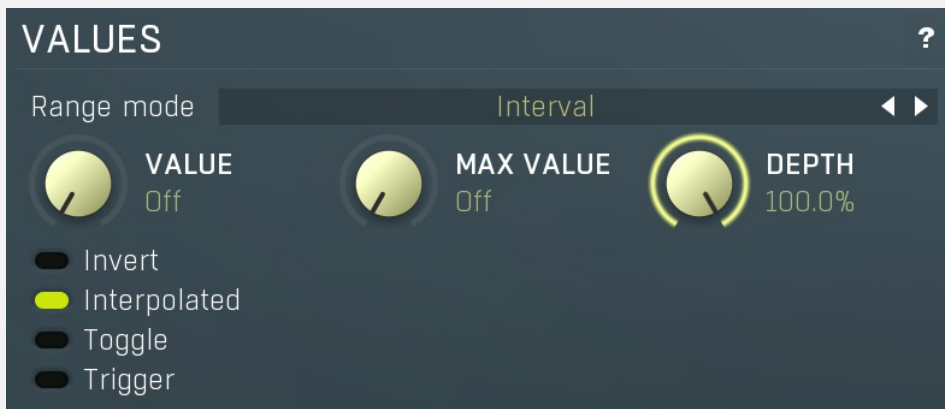 VALUES ?
Range mode Interval
VALUE MAX VALUE DEPTH
Off Off 100.0%
Invert
Interpolated
Toggle
Trigger